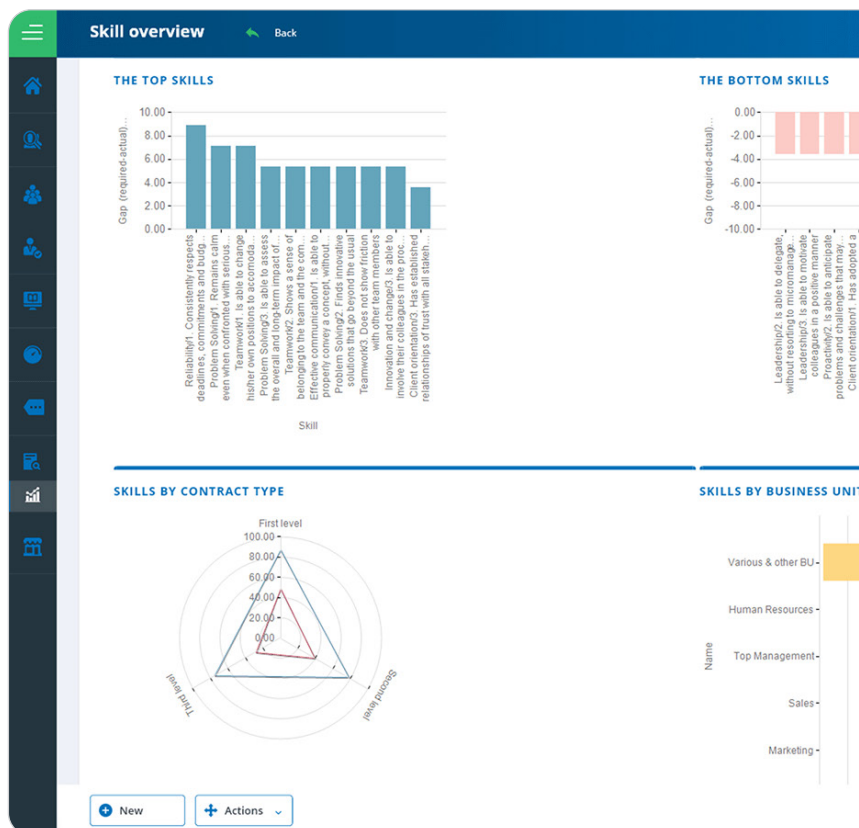 Skill overview
Back
THE TOP SKILLS
Gap (required-actual)...
10.00
8.00
6.00
4.00
2.00
0.00
Reliability/1. Consistently respects
deadlines, commitments and budg...
Problem Solving/1. Remains calm
even when confronted with serious...
Teamwork/1. Is able to change
his/her own positions to accomoda...
Problem Solving/3. Is able to assess
the overall and long-term impact of...
Teamwork/2. Shows a sense of
belonging to the team and the com...
Effective communication/1. Is able to
properly convey a concept, without...
Problem Solving/2. Finds innovative
solutions that go beyond the usual
Teamwork/3. Does not show friction
with other team members
Innovation and change/3. Is able to
involve their colleagues in the proc...
Client orientation/3. Has established
relationships of trust with all stakeh...
Skill
THE BOTTOM SKILLS
Gap (required-actual)...
0.00
-2.00
-4.00
-6.00
-8.00
-10.00
Leadership/2. Is able to delegate,
without resorting to micromanage...
Leadership/3. Is able to motivate
colleagues in a positive manner
Proactivity/2. Is able to anticipate
problems and challenges that may...
Client orientation/1. Has adopted a
SKILLS BY CONTRACT TYPE
First level
100.00
80.00
60.00
40.00
20.00
0.00
Third level
Second level
SKILLS BY BUSINESS UNIT
Name
Various & other BU
Human Resources
Top Management
Sales
Marketing
New
Actions